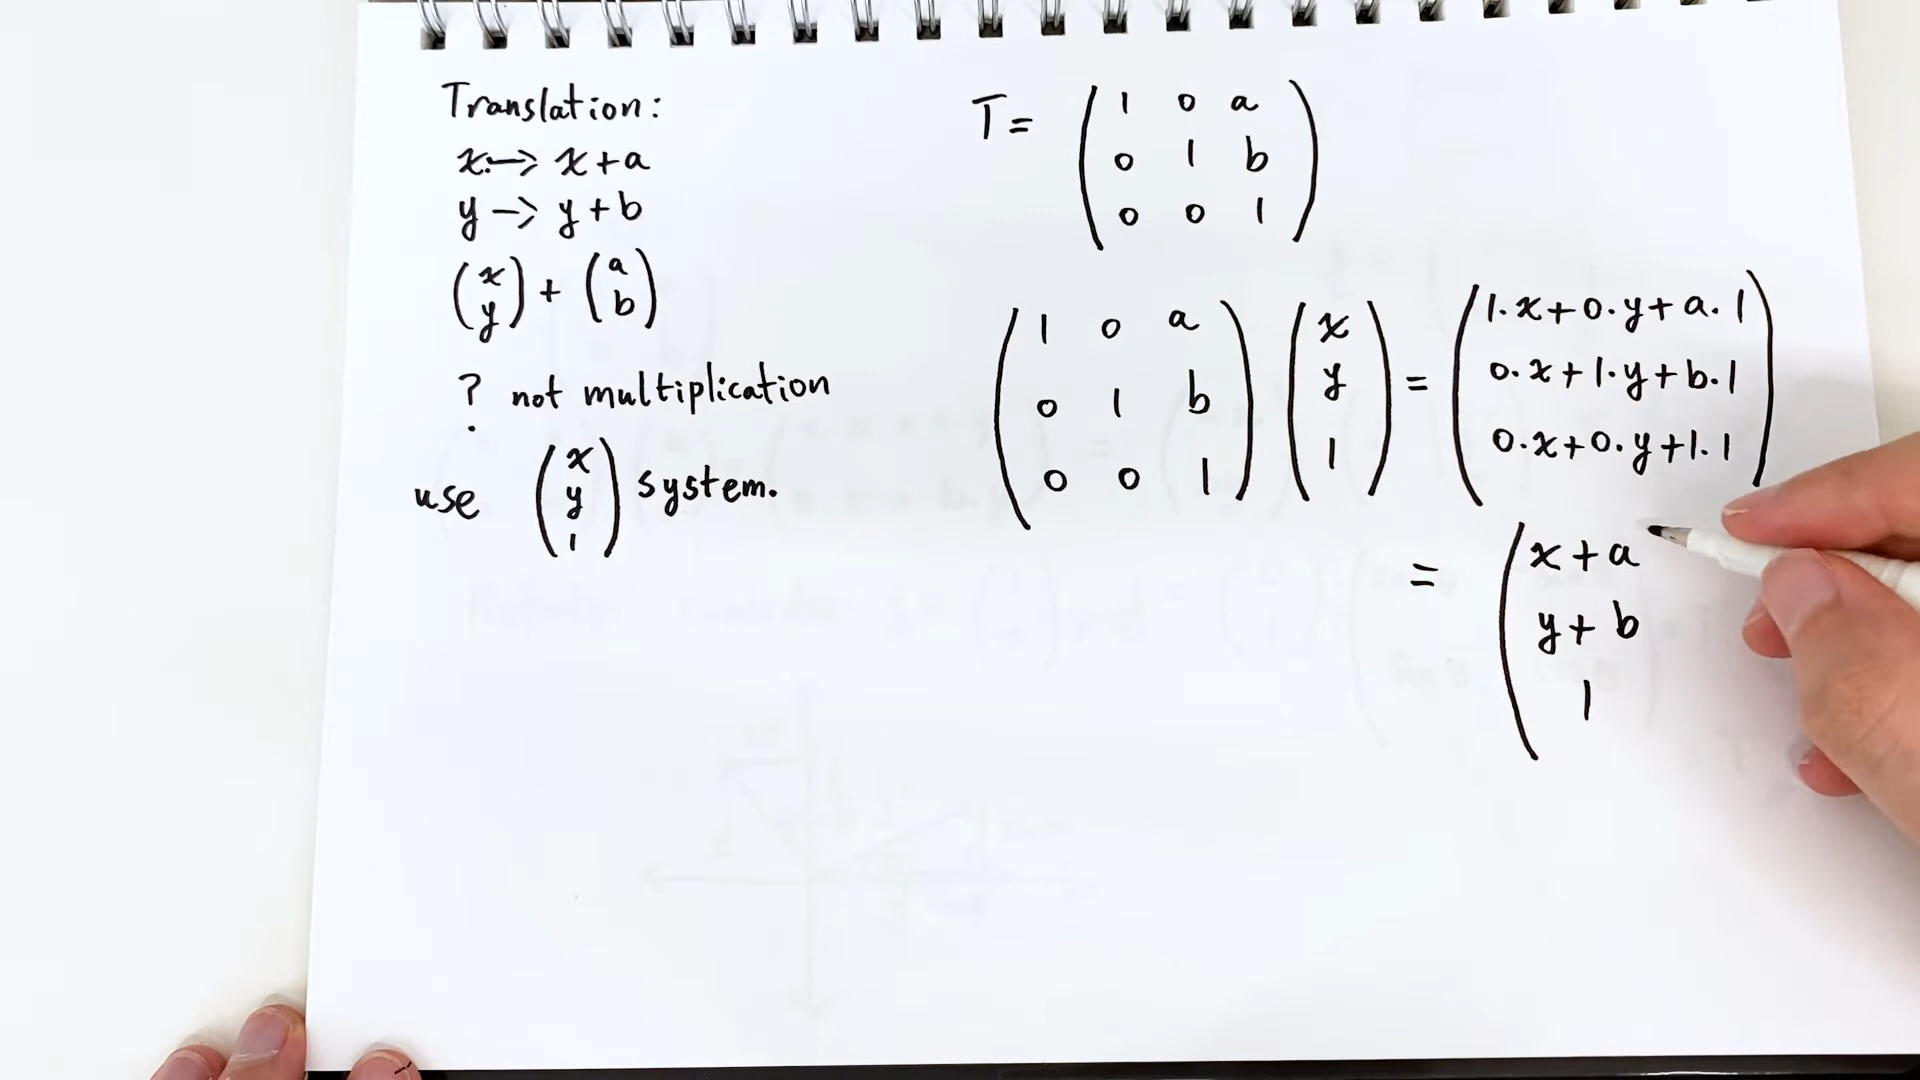 Translation:
x → x + a
y → y + b
(x y) + (a b)
? not multiplication
use (x y 1) system.
T = (1 0 a
0 1 b
0 0 1)
(1 0 a (x = (1·x+0·y+a·1)
0 1 b y 0·x+1·y+b·1
0 0 1) 1) 0·x+0·y+1·1)
= (x + a
y + b
1